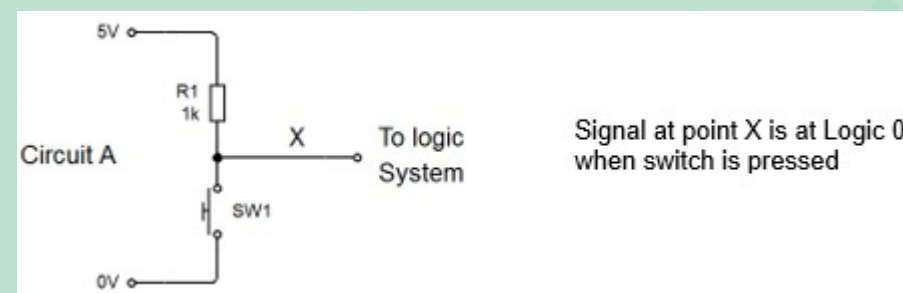 5V
R1
1k
Circuit A
X
To logic
System
Signal at point X is at Logic 0
when switch is pressed
SW1
0V